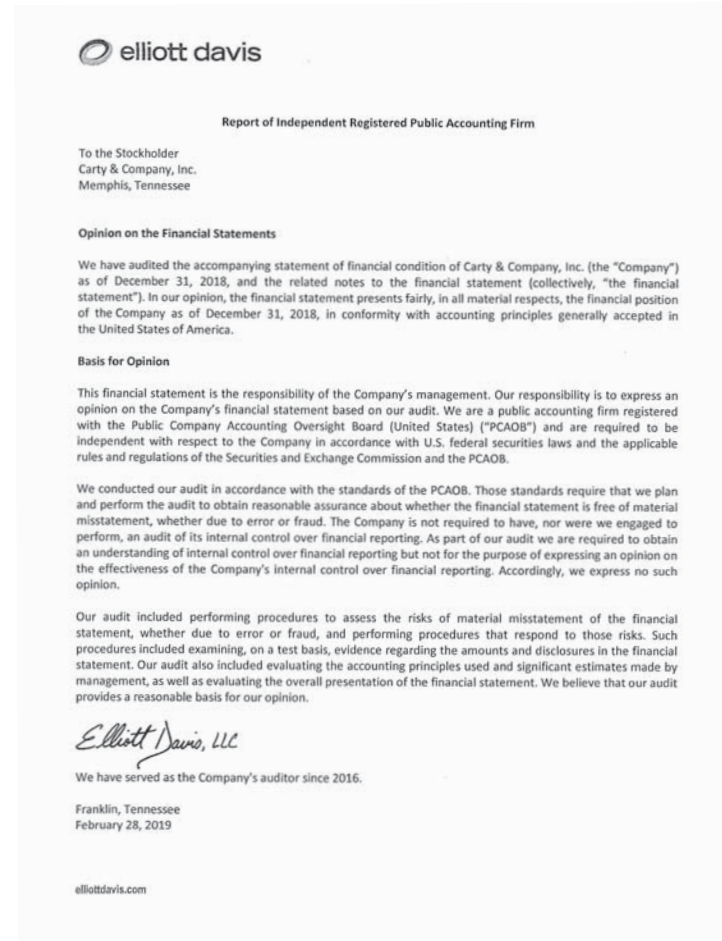 elliott davis
Report of Independent Registered Public Accounting Firm
To the Stockholder
Carty & Company, Inc.
Memphis, Tennessee
Opinion on the Financial Statements
We have audited the accompanying statement of financial condition of Carty & Company, Inc. (the "Company")
as of December 31, 2018, and the related notes to the financial statement (collectively, "the financial
statement"). In our opinion, the financial statement presents fairly, in all material respects, the financial position
of the Company as of December 31, 2018, in conformity with accounting principles generally accepted in
the United States of America.
Basis for Opinion
This financial statement is the responsibility of the Company's management. Our responsibility is to express an
opinion on the Company's financial statement based on our audit. We are a public accounting firm registered
with the Public Company Accounting Oversight Board (United States) ("PCAOB") and are required to be
independent with respect to the Company in accordance with U.S. federal securities laws and the applicable
rules and regulations of the Securities and Exchange Commission and the PCAOB.
We conducted our audit in accordance with the standards of the PCAOB. Those standards require that we plan
and perform the audit to obtain reasonable assurance about whether the financial statement is free of material
misstatement, whether due to error or fraud. The Company is not required to have, nor were we engaged to
perform, an audit of its internal control over financial reporting. As part of our audit we are required to obtain
an understanding of internal control over financial reporting but not for the purpose of expressing an opinion on
the effectiveness of the Company's internal control over financial reporting. Accordingly, we express no such
opinion.
Our audit included performing procedures to assess the risks of material misstatement of the financial
statement, whether due to error or fraud, and performing procedures that respond to those risks. Such
procedures included examining, on a test basis, evidence regarding the amounts and disclosures in the financial
statement. Our audit also included evaluating the accounting principles used and significant estimates made by
management, as well as evaluating the overall presentation of the financial statement. We believe that our audit
provides a reasonable basis for our opinion.
Elliott Davis, LLC
We have served as the Company's auditor since 2016.
Franklin, Tennessee
February 28, 2019
elliottdavis.com